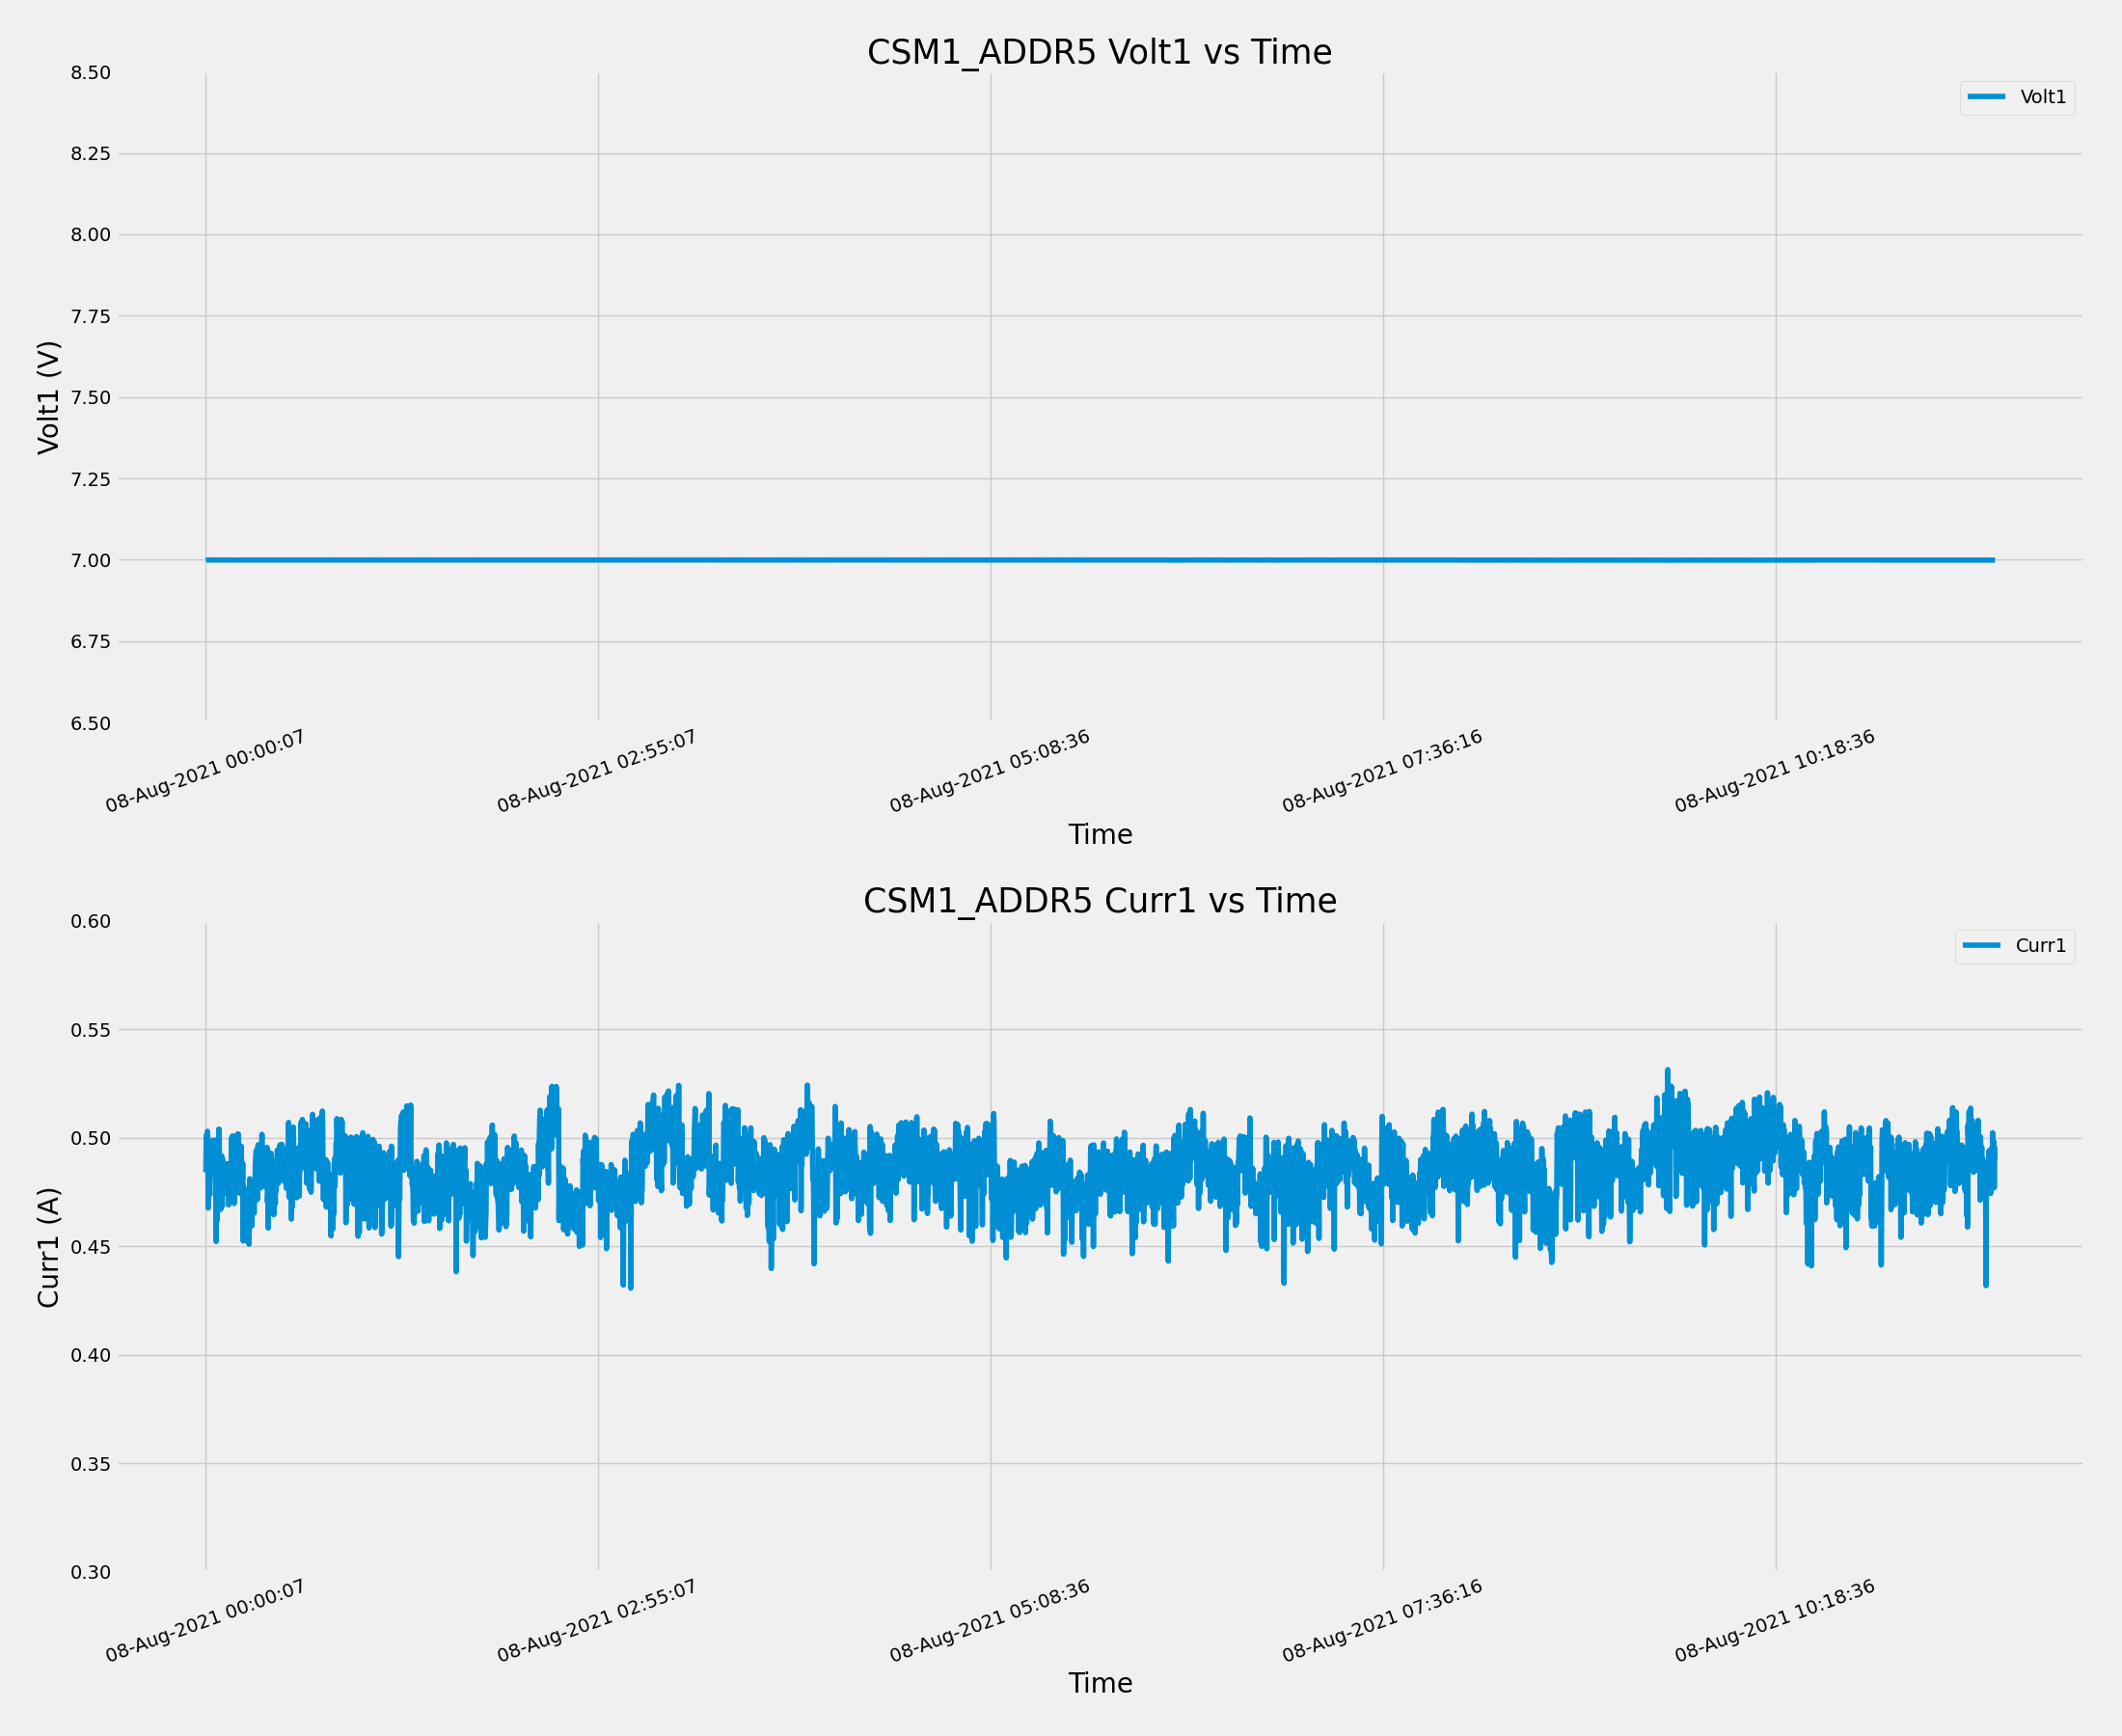 CSM1_ADDR5 Volt1 vs Time
8.50
8.25
8.00
7.75
7.50
7.25
7.00
6.75
6.50
Volt1 (V)
Volt1
08-Aug-2021 00:00:07
08-Aug-2021 02:55:07
08-Aug-2021 05:08:36
08-Aug-2021 07:36:16
08-Aug-2021 10:18:36
Time
CSM1_ADDR5 Curr1 vs Time
0.60
0.55
0.50
0.45
0.40
0.35
0.30
Curr1 (A)
Curr1
08-Aug-2021 00:00:07
08-Aug-2021 02:55:07
08-Aug-2021 05:08:36
08-Aug-2021 07:36:16
08-Aug-2021 10:18:36
Time